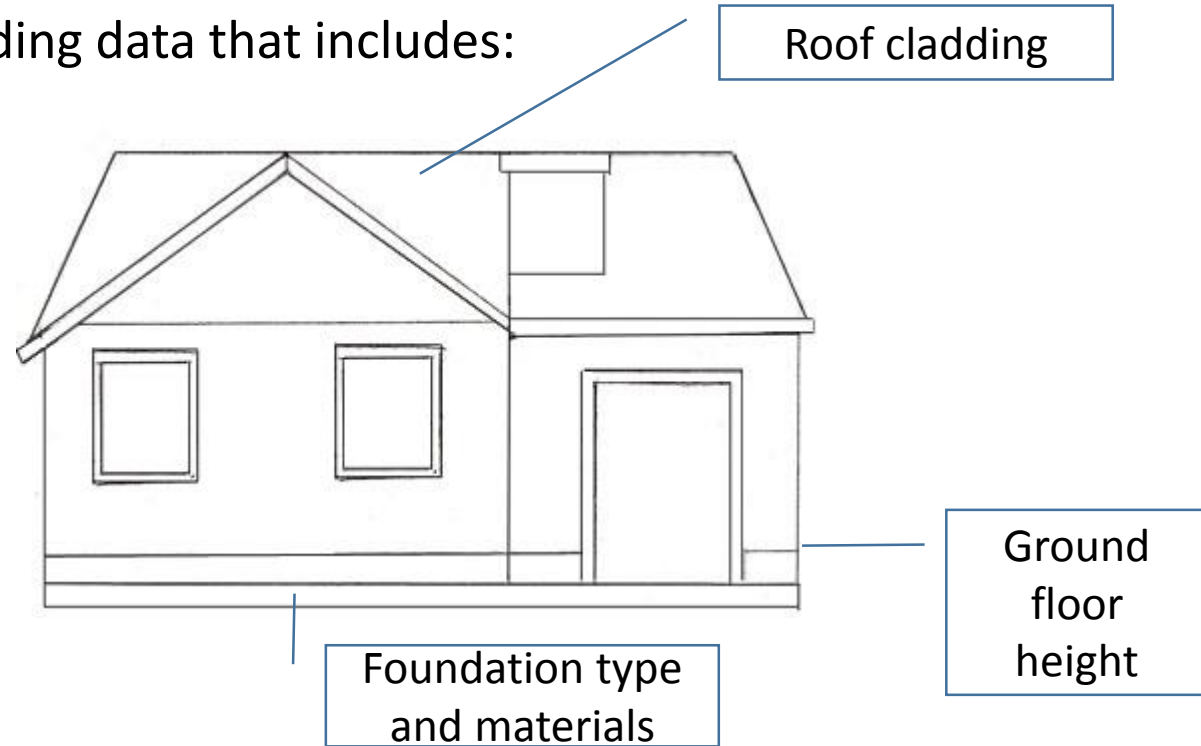 ding data that includes:
Roof cladding
Ground
floor
height
Foundation type
and materials